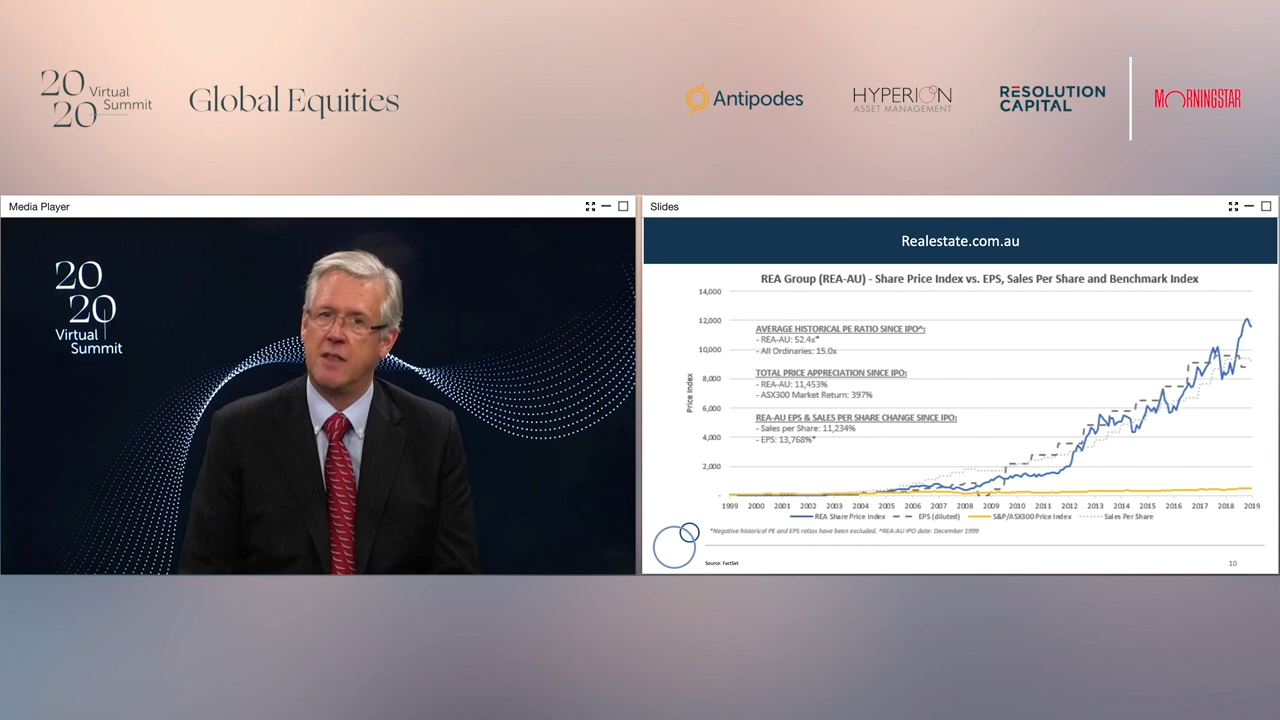 20
20
Virtual
Summit
Global Equities
Antipodes
HYPERION
ASSET MANAGEMENT
RESOLUTION
CAPITAL
MORNINGSTAR
Media Player
20
20
Virtual
Summit
Slides
Realestate.com.au
REA Group (REA-AU) - Share Price Index vs. EPS, Sales Per Share and Benchmark Index
14,000
12,000
10,000
8,000
6,000
4,000
2,000
-
Price Index
AVERAGE HISTORICAL PE RATIO SINCE IPO^:
- REA-AU: 52.4x*
- All Ordinaries: 15.0x
TOTAL PRICE APPRECIATION SINCE IPO:
- REA-AU: 11,453%
- ASX300 Market Return: 397%
REA-AU EPS & SALES PER SHARE CHANGE SINCE IPO:
- Sales per Share: 11,234%
- EPS: 13,768%*
1999 2000 2001 2002 2003 2004 2005 2006 2007 2008 2009 2010 2011 2012 2013 2014 2015 2016 2017 2018 2019
REA Share Price Index EPS (diluted) S&P/ASX300 Price Index Sales Per Share
*Negative historical PE and EPS ratios have been excluded. ^REA-AU IPO date: December 1999
Source: FactSet
10